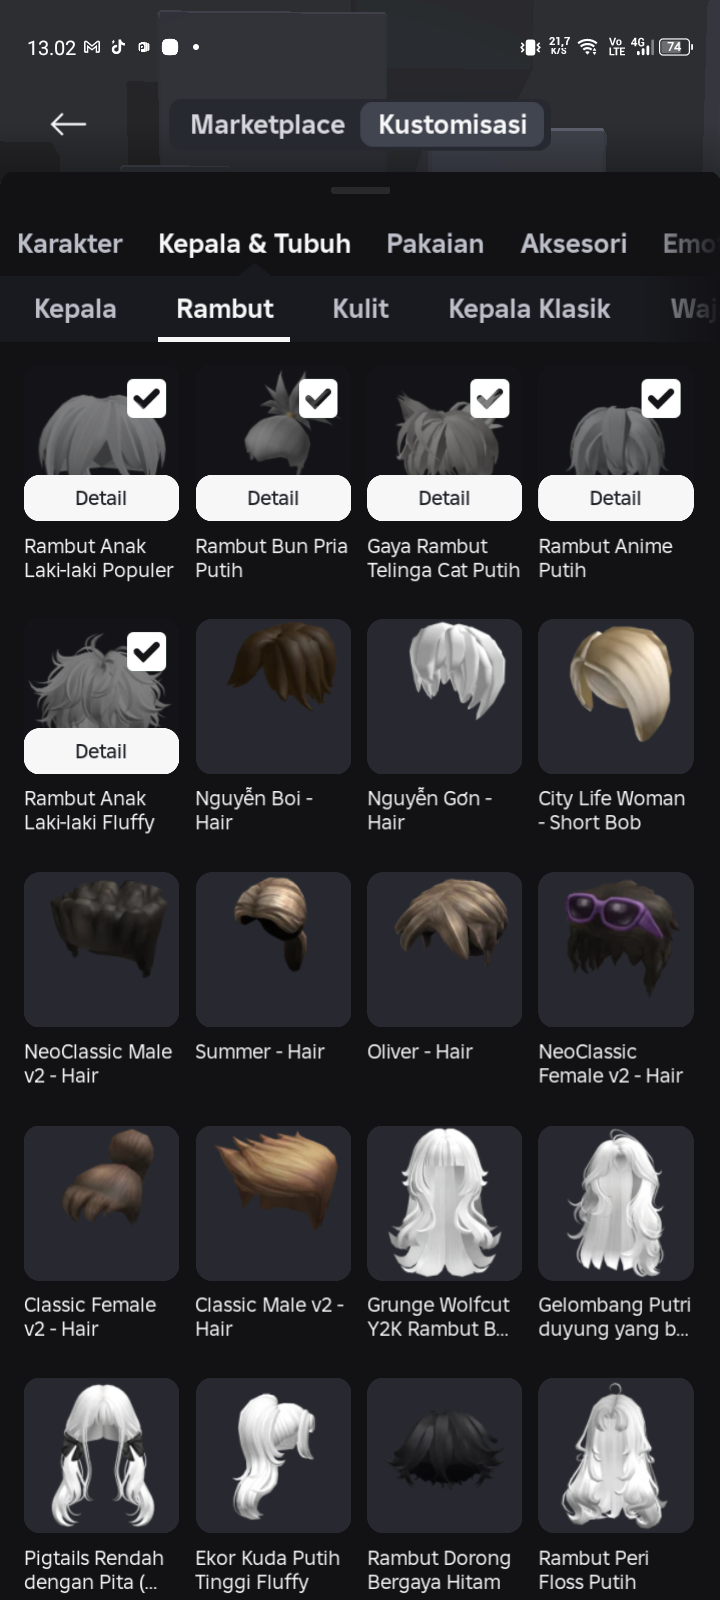 13.02
21,7
K/S
Vo
LTE
4G
74
Marketplace
Kustomisasi
Karakter
Kepala & Tubuh
Pakaian
Aksesori
Emo
Kepala
Rambut
Kulit
Kepala Klasik
Waj
Detail
Detail
Detail
Detail
Rambut Anak
Laki-laki Populer
Rambut Bun Pria
Putih
Gaya Rambut
Telinga Cat Putih
Rambut Anime
Putih
Detail
Rambut Anak
Laki-laki Fluffy
Nguyễn Boi -
Hair
Nguyễn Gơn -
Hair
City Life Woman
- Short Bob
NeoClassic Male
v2 - Hair
Summer - Hair
Oliver - Hair
NeoClassic
Female v2 - Hair
Classic Female
v2 - Hair
Classic Male v2 -
Hair
Grunge Wolfcut
Y2K Rambut B...
Gelombang Putri
duyung yang b...
Pigtails Rendah
dengan Pita (...
Ekor Kuda Putih
Tinggi Fluffy
Rambut Dorong
Bergaya Hitam
Rambut Peri
Floss Putih